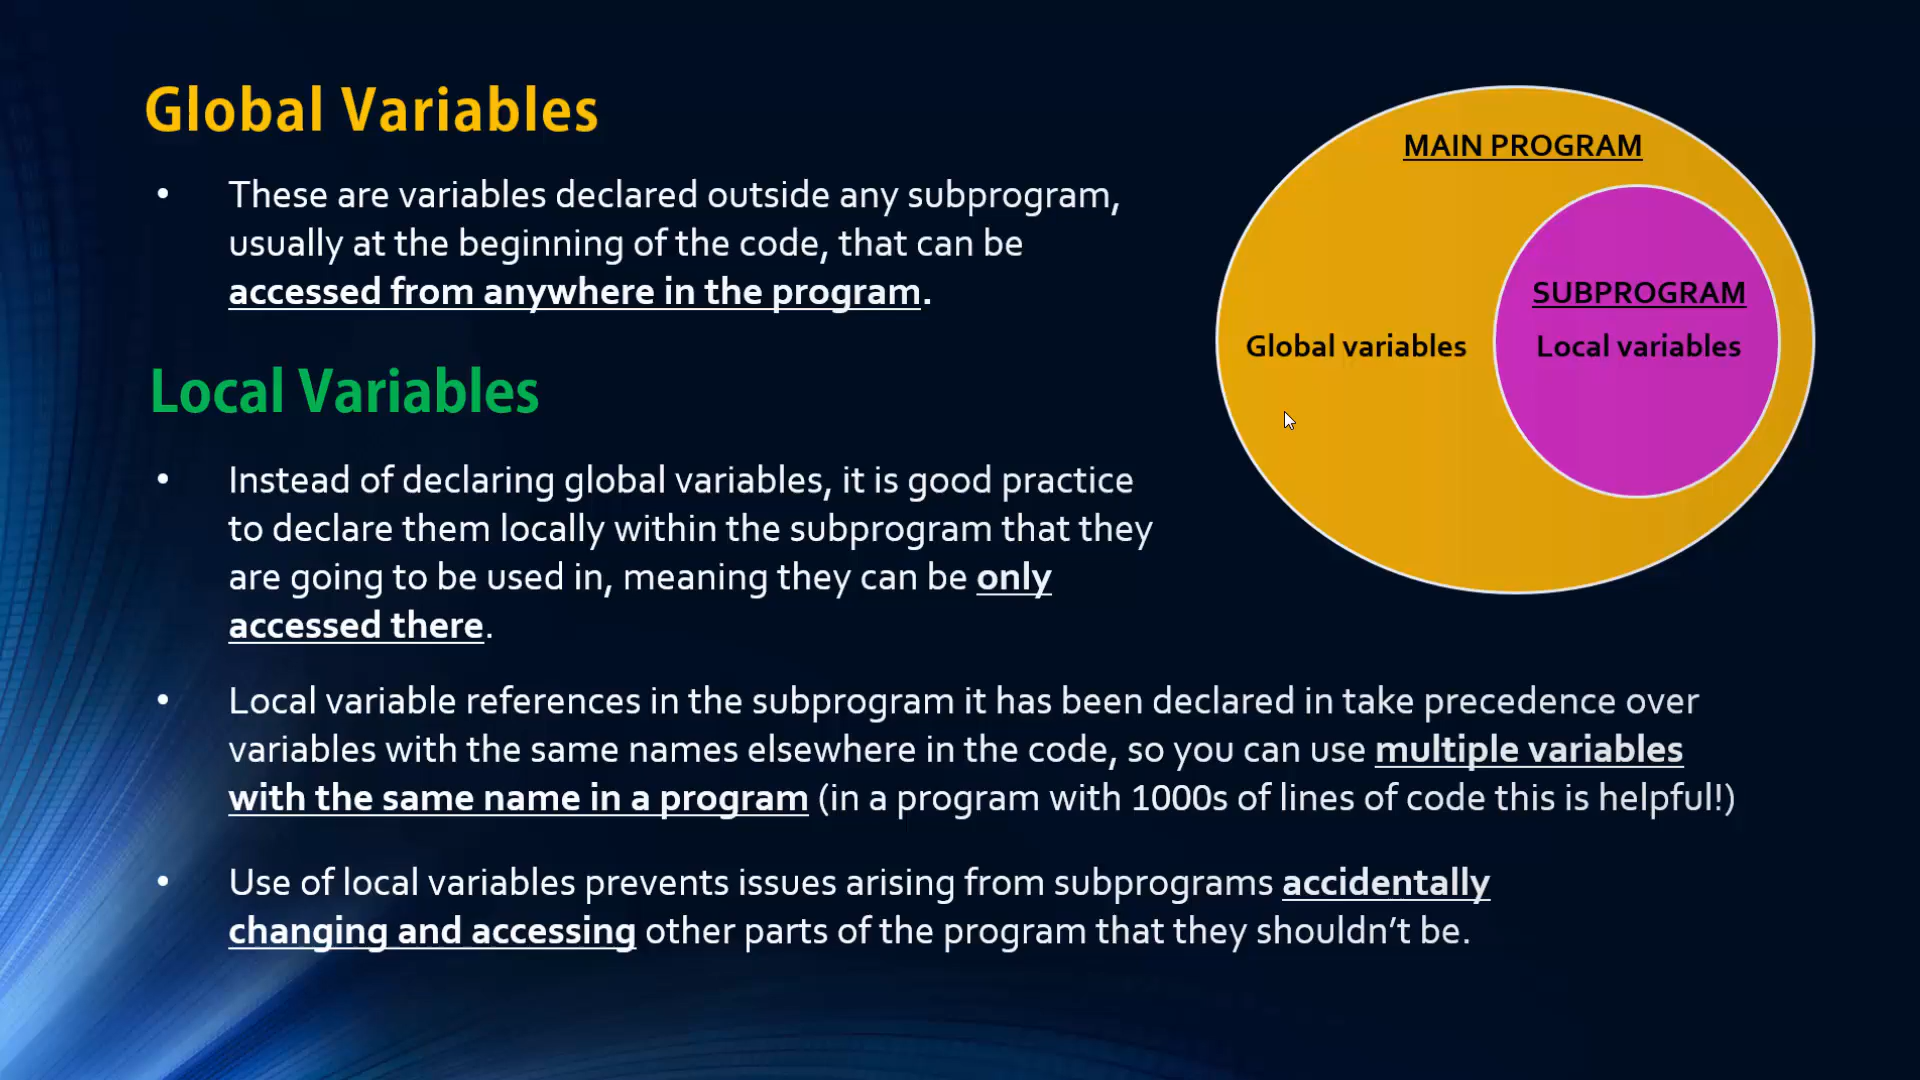 Global Variables
• These are variables declared outside any subprogram,
usually at the beginning of the code, that can be
accessed from anywhere in the program.
Local Variables
• Instead of declaring global variables, it is good practice
to declare them locally within the subprogram that they
are going to be used in, meaning they can be only
accessed there.
• Local variable references in the subprogram it has been declared in take precedence over
variables with the same names elsewhere in the code, so you can use multiple variables
with the same name in a program (in a program with 1000s of lines of code this is helpful!)
• Use of local variables prevents issues arising from subprograms accidentally
changing and accessing other parts of the program that they shouldn’t be.
MAIN PROGRAM
Global variables
SUBPROGRAM
Local variables